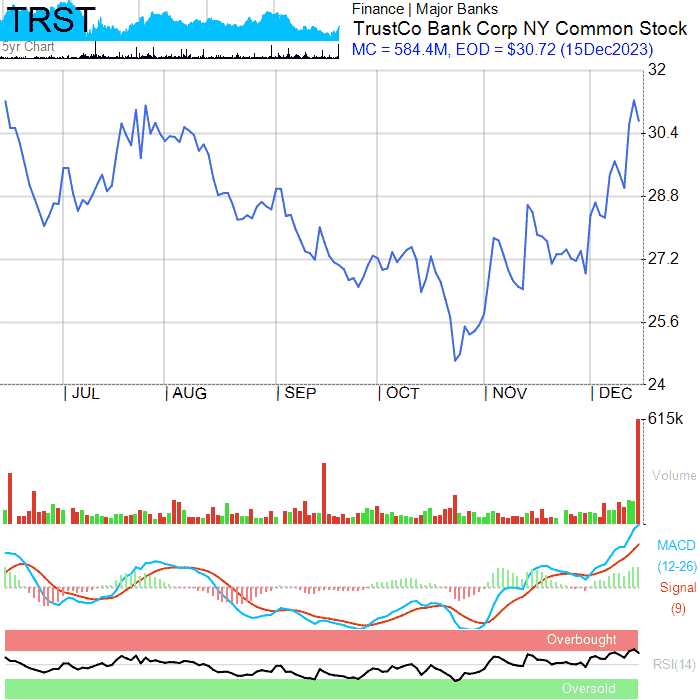 TRST
5yr Chart
Finance | Major Banks
TrustCo Bank Corp NY Common Stock
MC = 584.4M, EOD = $30.72 (15Dec2023)
32
30.4
28.8
27.2
25.6
24
| JUL | AUG | SEP | OCT | NOV | DEC
615k
Volume
MACD
(12-26)
Signal
(9)
Overbought
RSI(14)
Oversold